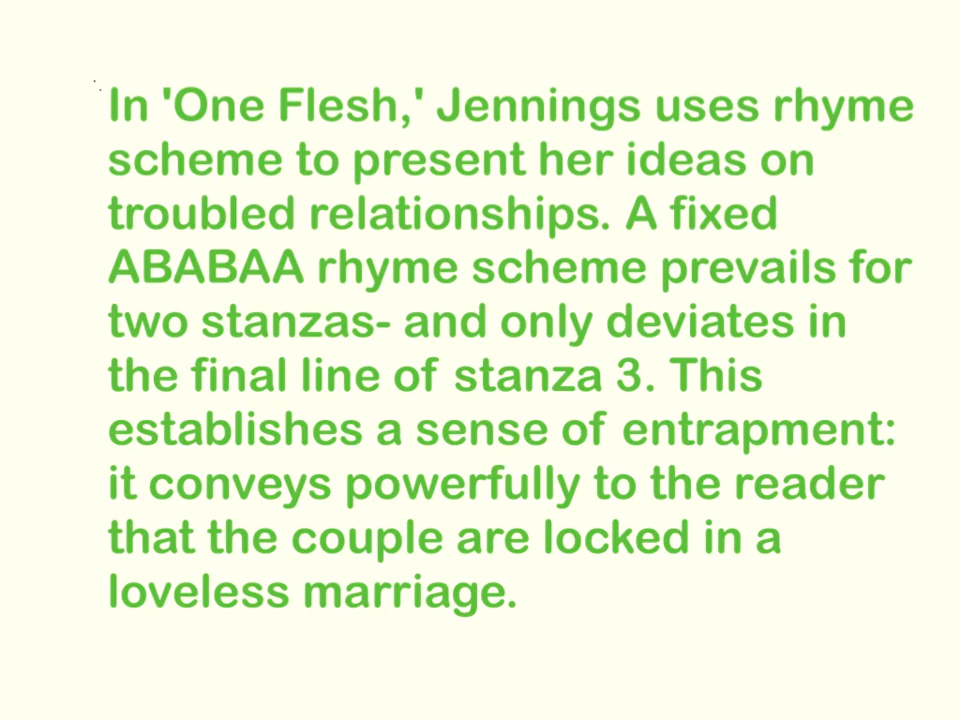 In 'One Flesh,' Jennings uses rhyme
scheme to present her ideas on
troubled relationships. A fixed
ABABAA rhyme scheme prevails for
two stanzas- and only deviates in
the final line of stanza 3. This
establishes a sense of entrapment:
it conveys powerfully to the reader
that the couple are locked in a
loveless marriage.